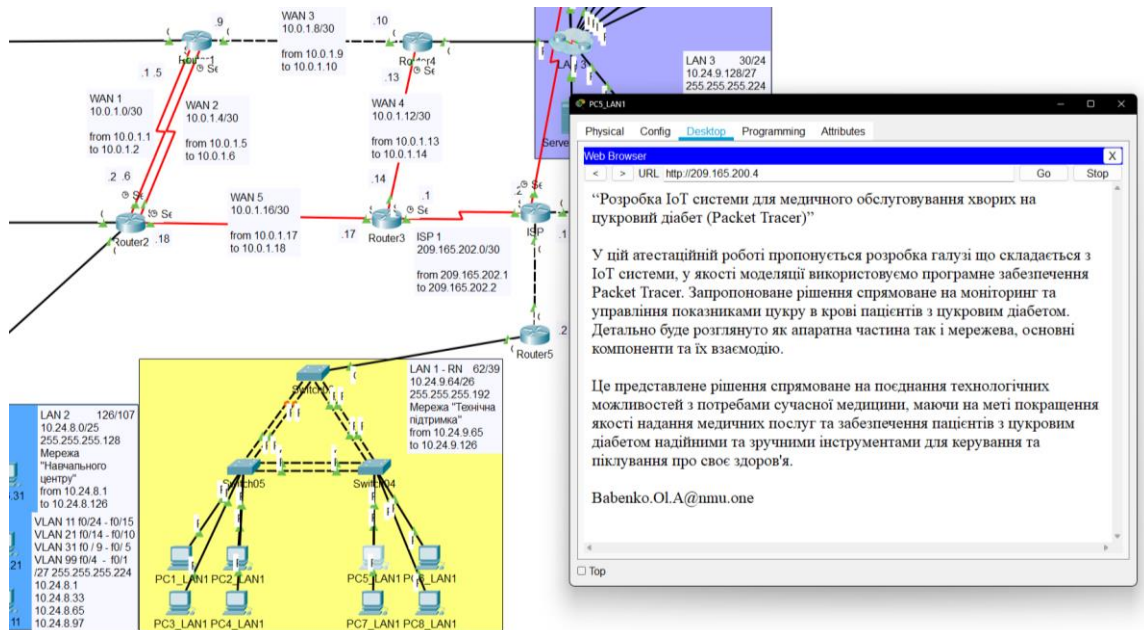 .9
WAN 3
10.0.1.8/30
from 10.0.1.9
to 10.0.1.10
.10
.1 .5
WAN 1
10.0.1.0/30
from 10.0.1.1
to 10.0.1.2
WAN 2
10.0.1.4/30
from 10.0.1.5
to 10.0.1.6
.2 .6
Router2
.18
WAN 5
10.0.1.16/30
from 10.0.1.17
to 10.0.1.18
.13
WAN 4
10.0.1.12/30
from 10.0.1.13
to 10.0.1.14
.14
.17
Router3
.1
ISP 1
209.165.202.0/30
from 209.165.202.1
to 209.165.202.2
ISP
.1
.2
Router5
LAN 3 30/24
10.24.9.128/27
255.255.255.224
LAN 1 - RN 62/39
10.24.9.64/26
255.255.255.192
Мережа "Технічна
підтримка"
from 10.24.9.65
to 10.24.9.126
Switch05
Switch04
PC1_LAN1
PC2_LAN1
PC5_LAN1
PC3_LAN1
PC4_LAN1
PC7_LAN1
PC8_LAN1
LAN 2 126/107
10.24.8.0/25
255.255.255.128
Мережа
"Навчального
центру"
from 10.24.8.1
to 10.24.8.126
VLAN 11 f0/24 - f0/15
VLAN 21 f0/14 - f0/10
VLAN 31 f0 / 9 - f0/ 5
VLAN 99 f0/4 - f0/1
/27 255.255.255.224
10.24.8.1
10.24.8.33
10.24.8.65
10.24.8.97
.31
21
11
PC5_LAN1
Physical Config Desktop Programming Attributes
Web Browser X
< > URL http://209.165.200.4 Go Stop
“Розробка ІоТ системи для медичного обслуговування хворих на
цукровий діабет (Packet Tracer)”
У цій атестаційній роботі пропонується розробка галузі що складається з
ІоТ системи, у якості моделяції використовуємо програмне забезпечення
Packet Tracer. Запропоноване рішення спрямоване на моніторинг та
управління показниками цукру в крові пацієнтів з цукровим діабетом.
Детально буде розглянуто як апаратна частина так і мережева, основні
компоненти та їх взаємодію.
Це представлене рішення спрямоване на поєднання технологічних
можливостей з потребами сучасної медицини, маючи на меті покращення
якості надання медичних послуг та забезпечення пацієнтів з цукровим
діабетом надійними та зручними інструментами для керування та
піклування про своє здоров'я.
Babenko.Ol.A@nmu.one
Top